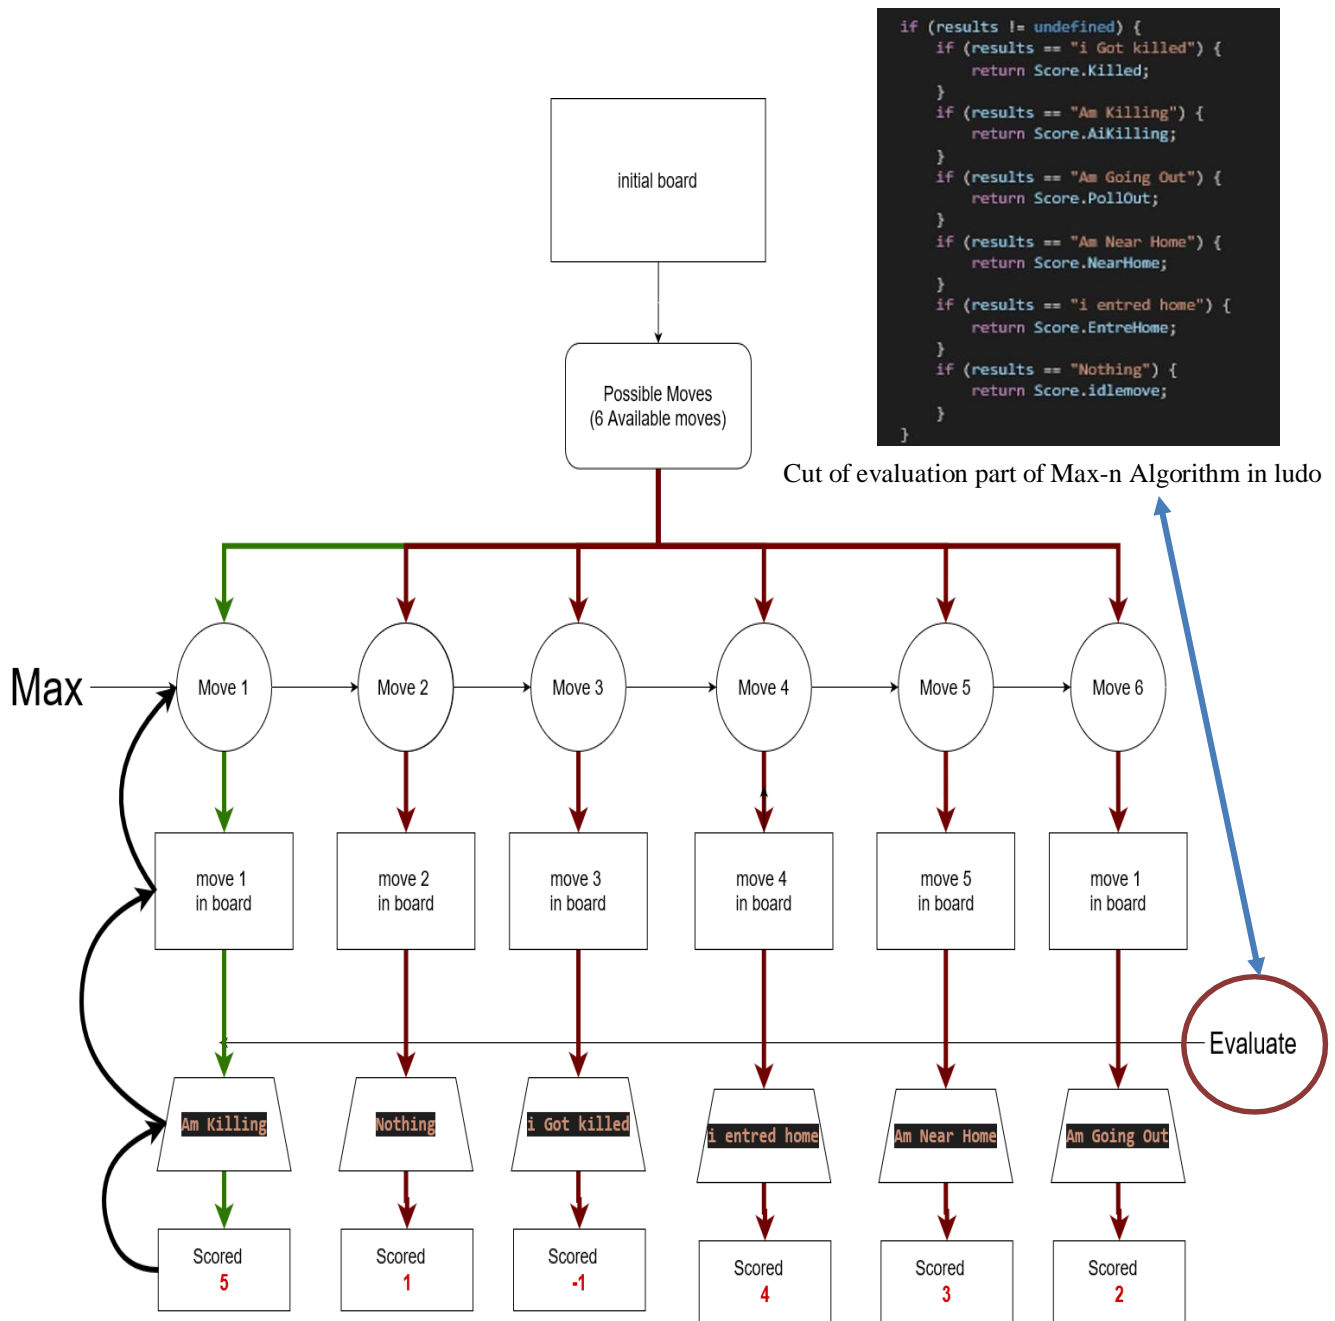 if (results != undefined) {
if (results == "i Got killed") {
return Score.Killed;
}
if (results == "Am Killing") {
return Score.AiKilling;
}
if (results == "Am Going Out") {
return Score.PollOut;
}
if (results == "Am Near Home") {
return Score.NearHome;
}
if (results == "i entred home") {
return Score.EntreHome;
}
if (results == "Nothing") {
return Score.idlemove;
}
}
Cut of evaluation part of Max-n Algorithm in ludo
initial board
Possible Moves
(6 Available moves)
Max
Move 1
Move 2
Move 3
Move 4
Move 5
Move 6
move 1
in board
move 2
in board
move 3
in board
move 4
in board
move 5
in board
move 1
in board
Evaluate
Am Killing
Nothing
i Got killed
i entred home
Am Near Home
Am Going Out
Scored
5
Scored
1
Scored
-1
Scored
4
Scored
3
Scored
2